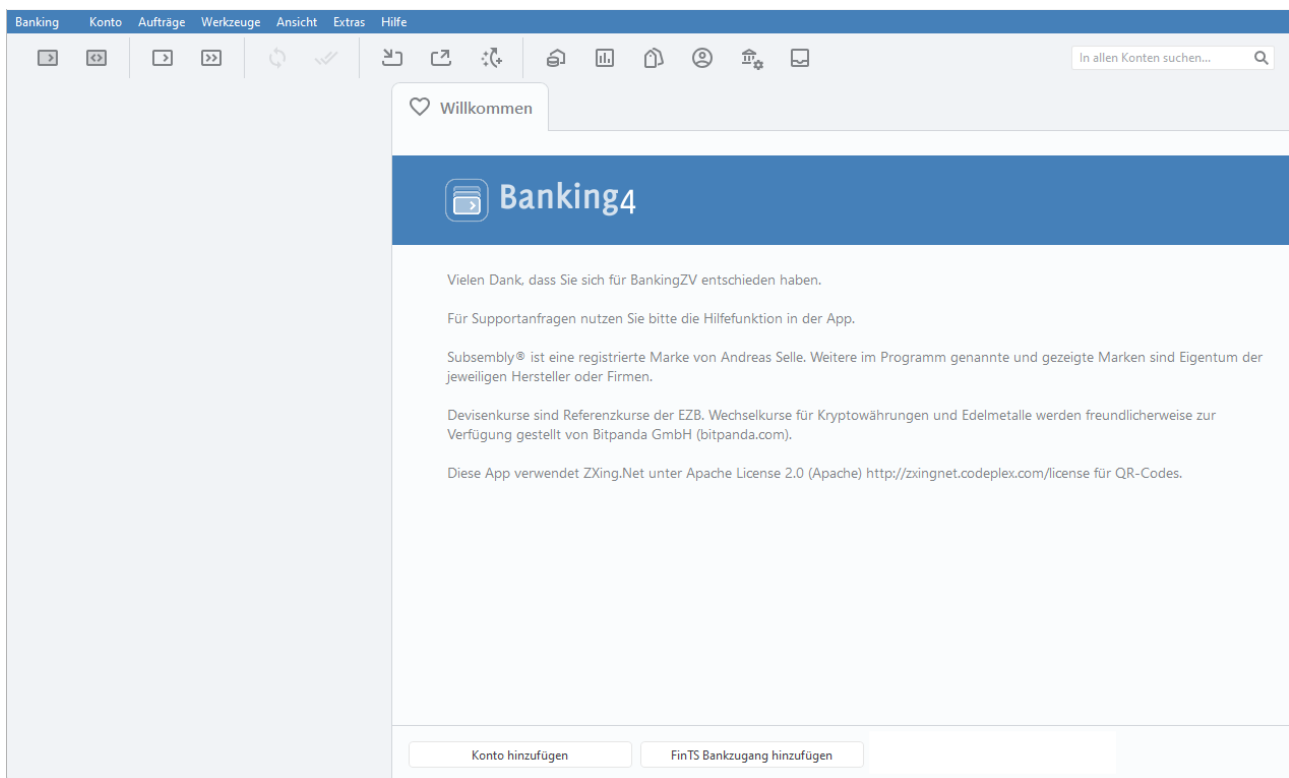 Banking Konto Aufträge Werkzeuge Ansicht Extras Hilfe
In allen Konten suchen...
Willkommen
Banking4
Vielen Dank, dass Sie sich für BankingZV entschieden haben.
Für Supportanfragen nutzen Sie bitte die Hilfefunktion in der App.
Subsembly® ist eine registrierte Marke von Andreas Selle. Weitere im Programm genannte und gezeigte Marken sind Eigentum der
jeweiligen Hersteller oder Firmen.
Devisenkurse sind Referenzkurse der EZB. Wechselkurse für Kryptowährungen und Edelmetalle werden freundlicherweise zur
Verfügung gestellt von Bitpanda GmbH (bitpanda.com).
Diese App verwendet ZXing.Net unter Apache License 2.0 (Apache) http://zxingnet.codeplex.com/license für QR-Codes.
Konto hinzufügen FinTS Bankzugang hinzufügen